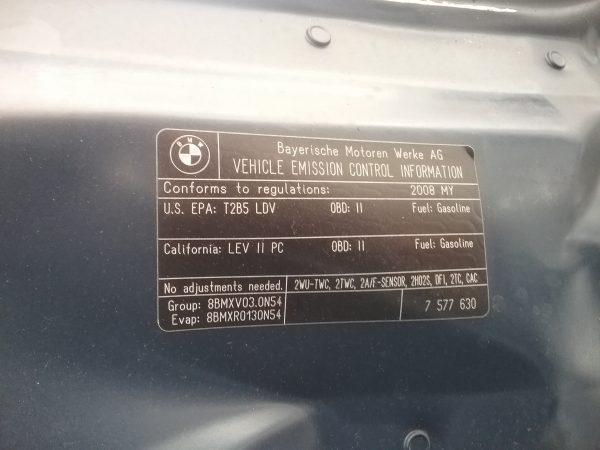 BMW
Bayerische Motoren Werke AG
VEHICLE EMISSION CONTROL INFORMATION
Conforms to regulations: 2008 MY
U.S. EPA: T2B5 LDV OBD: II Fuel: Gasoline
California: LEV II PC OBD: II Fuel: Gasoline
No adjustments needed. 2WU-TWC, 2TWC, 2A/F-SENSOR, 2HO2S, DFI, 2TC, CAC
Group: 8BMXV03.0N54
Evap: 8BMXR0130N54
7 577 630